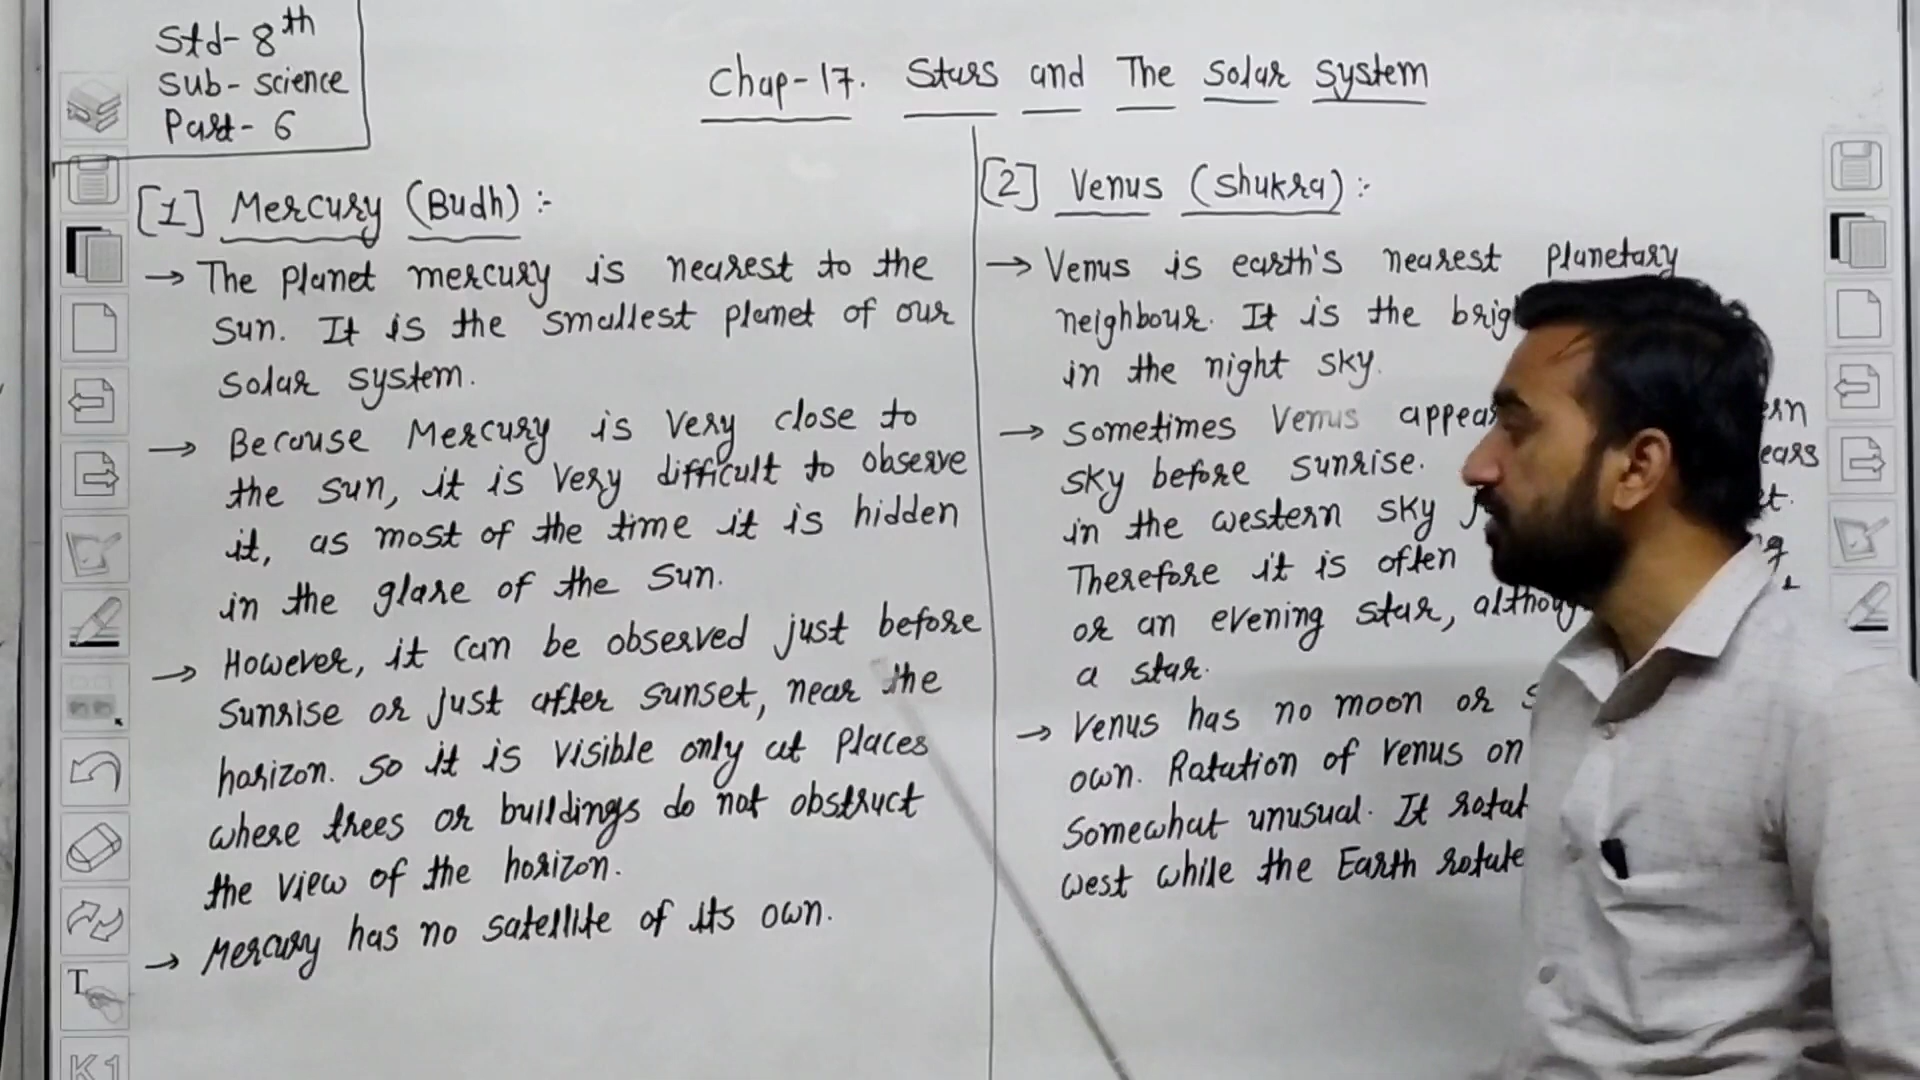 Std- 8th
Sub- science
Part- 6
Chap-17. Stars and The Solar System
[1] Mercury (Budh) :-
→ The planet mercury is nearest to the
sun. It is the smallest planet of our
solar system.
→ Because Mercury is very close to
the sun, it is very difficult to observe
it, as most of the time it is hidden
in the glare of the sun.
→ However, it can be observed just before
sunrise or just after sunset, near the
horizon. so it is visible only at places
where trees or buildings do not obstruct
the view of the horizon.
→ Mercury has no satellite of its own.
[2] Venus (Shukra) :-
→ Venus is earth's nearest planetary
neighbour. It is the
in the night sky.
→ sometimes Venus
sky before sunrise.
in the western sky
Therefore it is often
or an evening star,
a star.
→ Venus has no moon or
own. Rotation of venus on
somewhat unusual. It
west while the Earth
T
K1